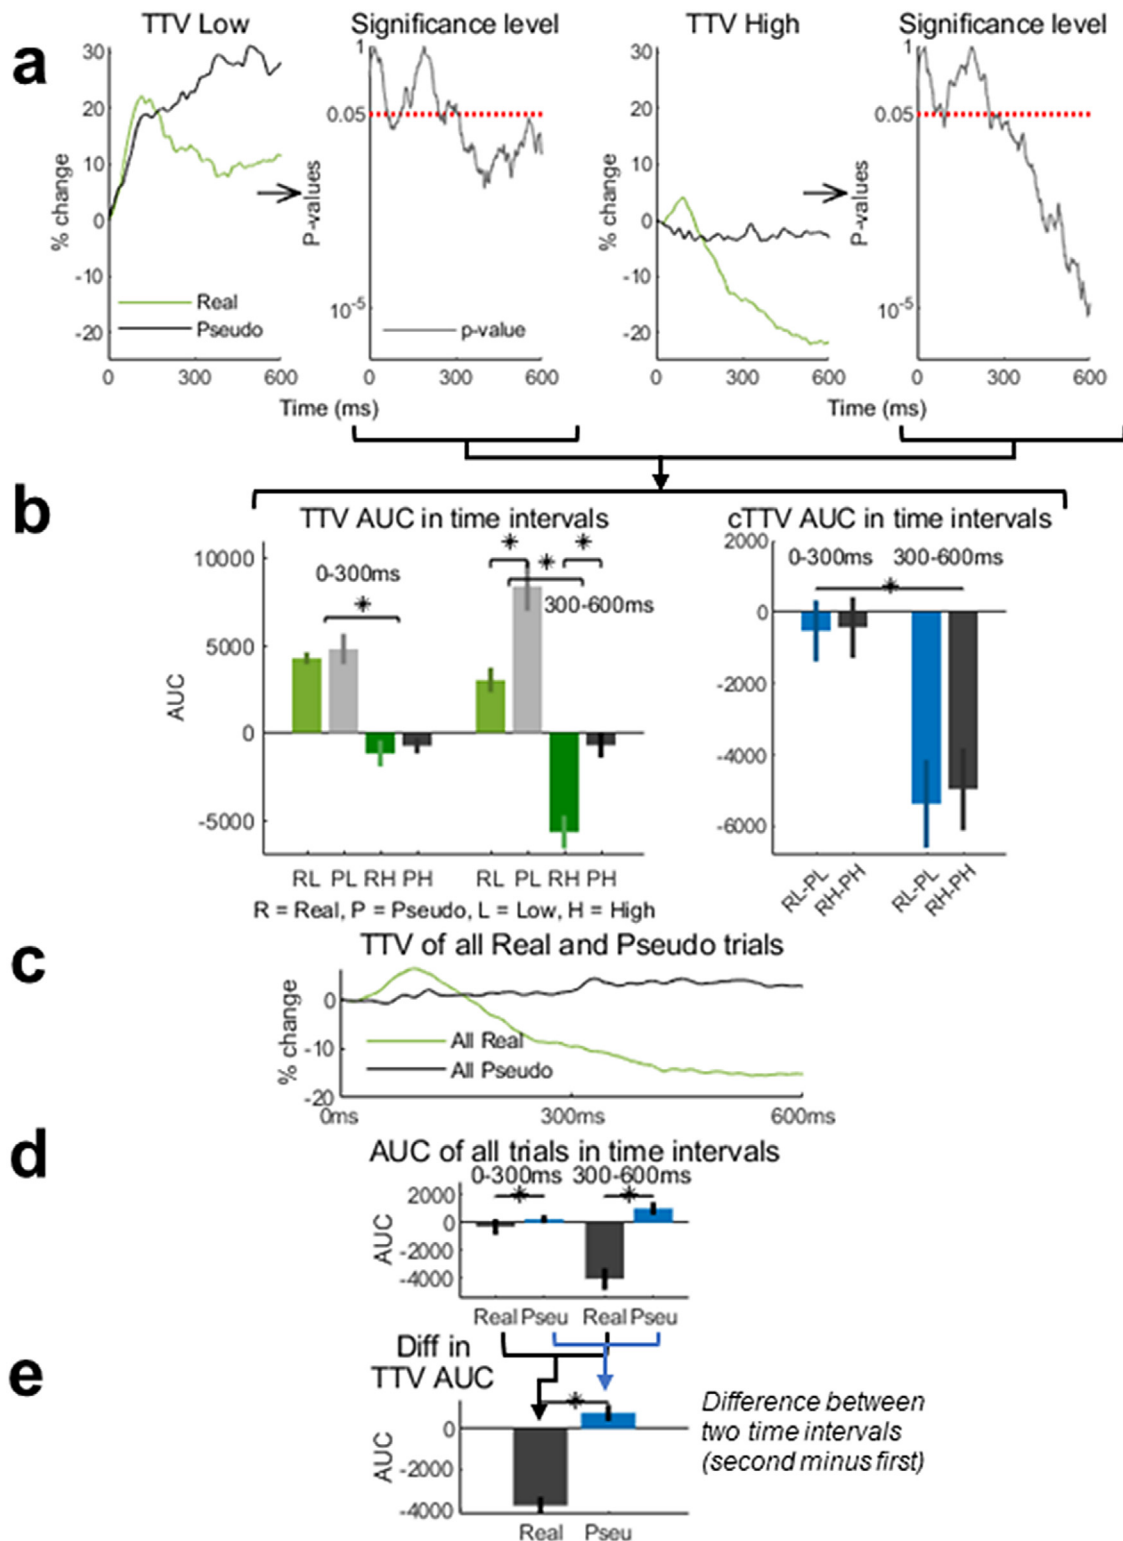 a
TTV Low
Significance level
TTV High
Significance level
30
20
10
0
-10
-20
% change
Real
Pseudo
0 300 600
1
0.05
10-5
P-values
p-value
0 300 600
Time (ms)
30
20
10
0
-10
-20
% change
0 300 600
1
0.05
10-5
P-values
0 300 600
Time (ms)
b
TTV AUC in time intervals
10000
5000
0
-5000
AUC
0-300ms
*
* * *
300-600ms
RL PL RH PH RL PL RH PH
R = Real, P = Pseudo, L = Low, H = High
cTTV AUC in time intervals
2000
0
-2000
-4000
-6000
0-300ms 300-600ms
*
RL-PL RH-PH RL-PL RH-PH
c
TTV of all Real and Pseudo trials
0
-10
-20
% change
All Real
All Pseudo
0ms 300ms 600ms
d
AUC of all trials in time intervals
0-300ms 300-600ms
* *
2000
0
-2000
-4000
AUC
Real Pseu Real Pseu
e
Diff in
TTV AUC
*
0
-2000
-4000
AUC
Real Pseu
Difference between
two time intervals
(second minus first)